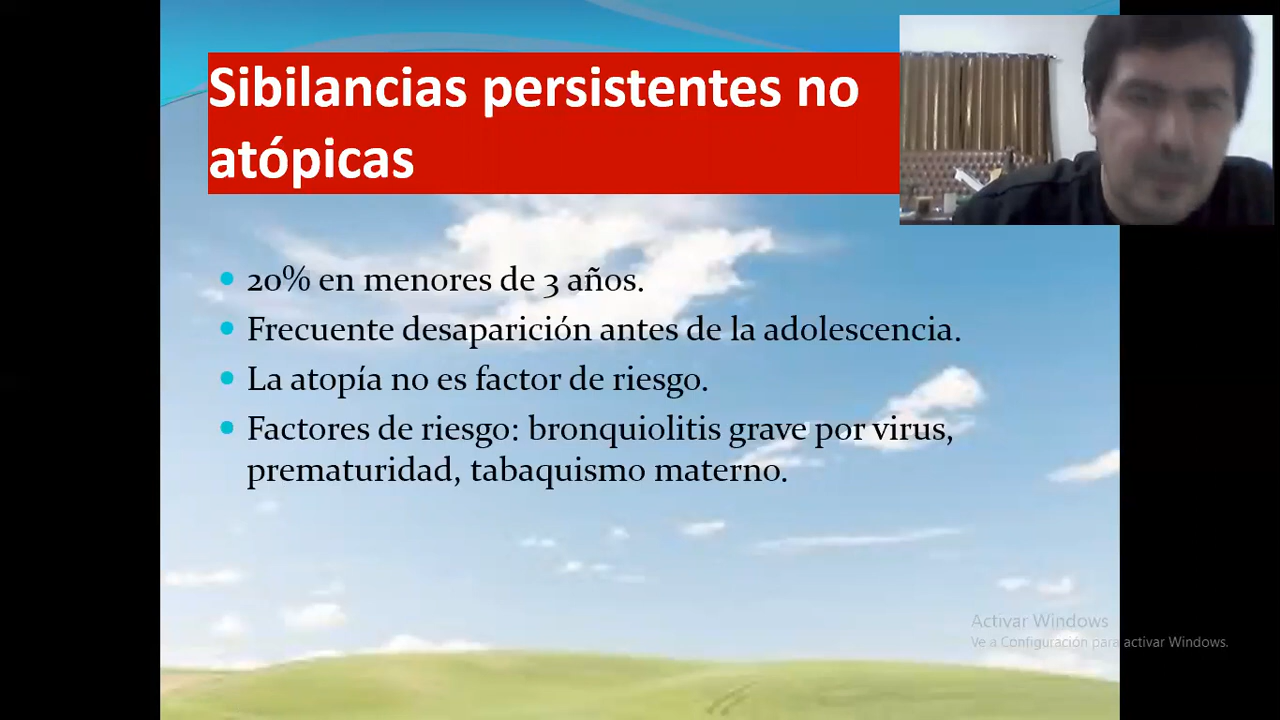 Sibilancias persistentes no
atópicas
20% en menores de 3 años.
Frecuente desaparición antes de la adolescencia.
La atopía no es factor de riesgo.
Factores de riesgo: bronquiolitis grave por virus,
prematuridad, tabaquismo materno.
Activar Windows
Ve a Configuración para activar Windows.